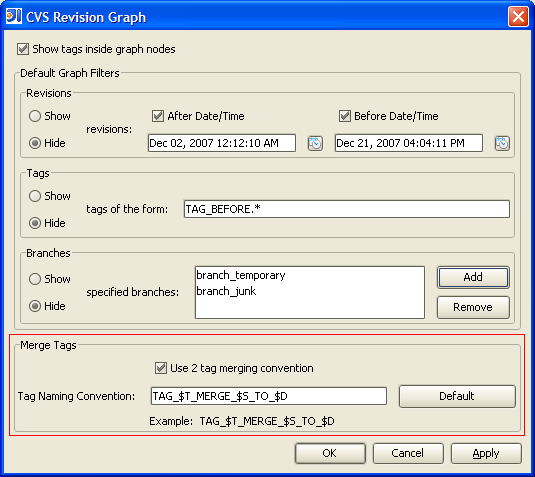 CVS Revision Graph
Show tags inside graph nodes
Default Graph Filters
Revisions
Show
After Date/Time
Before Date/Time
revisions:
Hide
Dec 02, 2007 12:12:10 AM
Dec 21, 2007 04:04:11 PM
Tags
Show
tags of the form:
TAG_BEFORE.*
Hide
Branches
Show
specified branches:
Hide
branch_temporary
branch_junk
Add
Remove
Merge Tags
Use 2 tag merging convention
Tag Naming Convention:
TAG_$T_MERGE_$S_TO_$D
Default
Example: TAG_$T_MERGE_$S_TO_$D
OK
Cancel
Apply